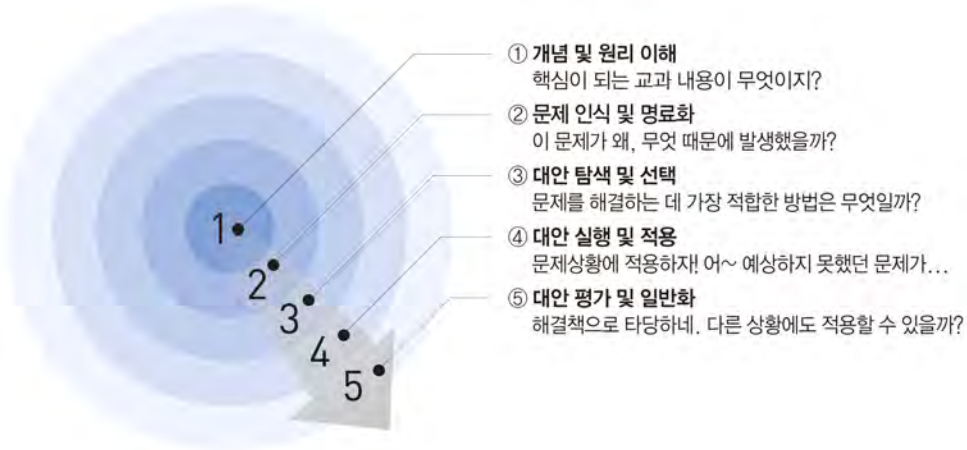 ① 개념 및 원리 이해
핵심이 되는 교과 내용이 무엇이지?
② 문제 인식 및 명료화
이 문제가 왜, 무엇 때문에 발생했을까?
③ 대안 탐색 및 선택
문제를 해결하는 데 가장 적합한 방법은 무엇일까?
④ 대안 실행 및 적용
문제상황에 적용하자! 어~ 예상하지 못했던 문제가...
⑤ 대안 평가 및 일반화
해결책으로 타당하네. 다른 상황에도 적용할 수 있을까?
1
2
3
4
5